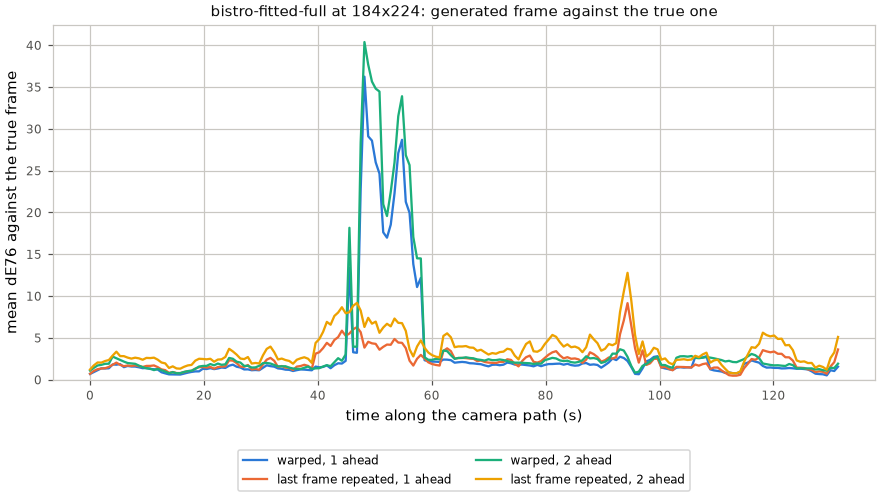 bistro-fitted-full at 184x224: generated frame against the true one
mean dE76 against the true frame
40
35
30
25
20
15
10
5
0
0 20 40 60 80 100 120
time along the camera path (s)
warped, 1 ahead
last frame repeated, 1 ahead
warped, 2 ahead
last frame repeated, 2 ahead